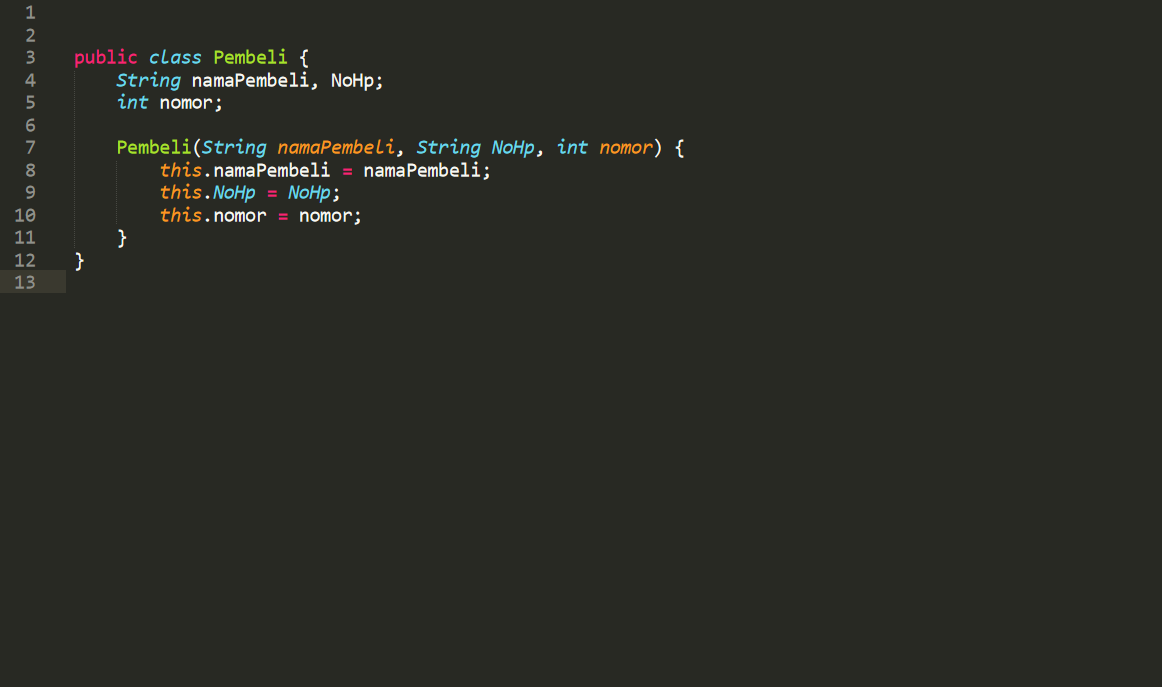 1
2
3 public class Pembeli {
4 String namaPembeli, NoHp;
5 int nomor;
6
7 Pembeli(String namaPembeli, String NoHp, int nomor) {
8 this.namaPembeli = namaPembeli;
9 this.NoHp = NoHp;
10 this.nomor = nomor;
11 }
12 }
13